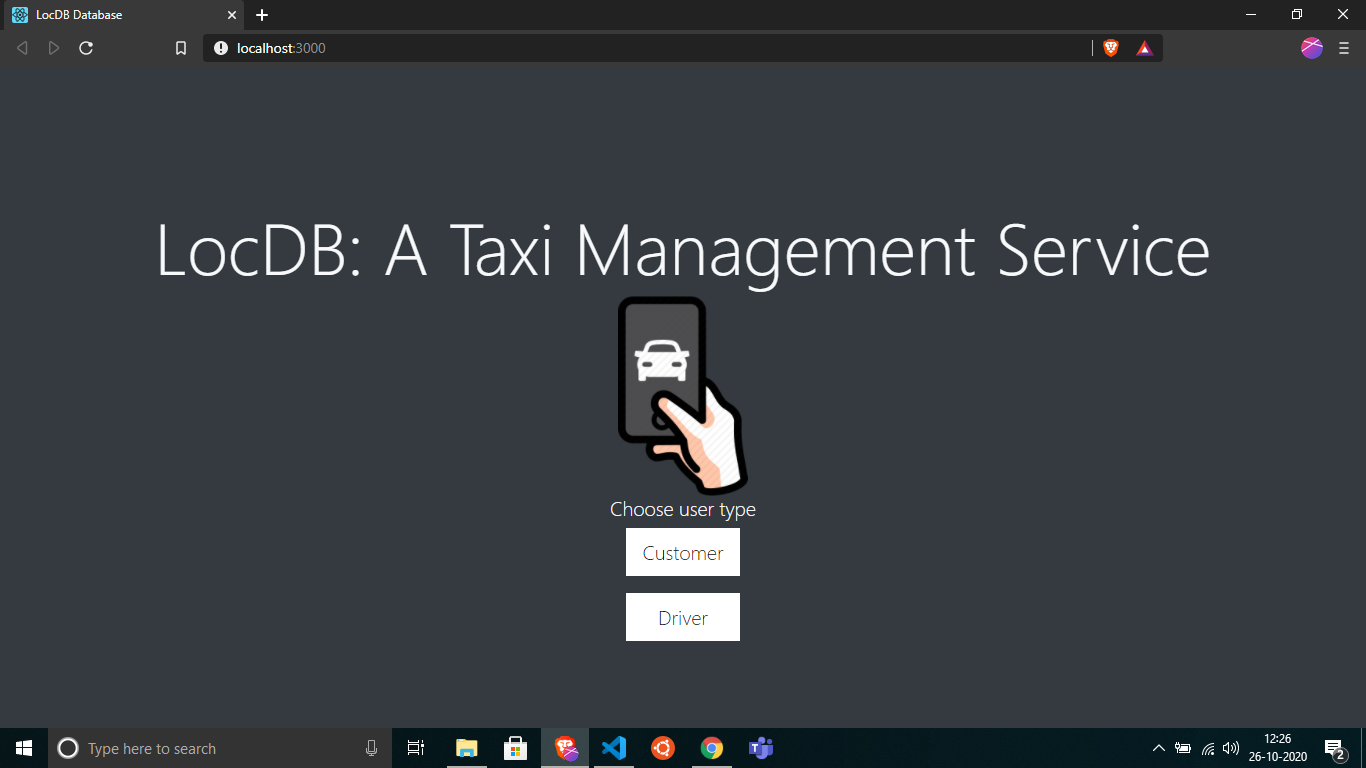 LocDB Database
localhost:3000
LocDB: A Taxi Management Service
Choose user type
Customer
Driver
Type here to search
12:26
26-10-2020
2